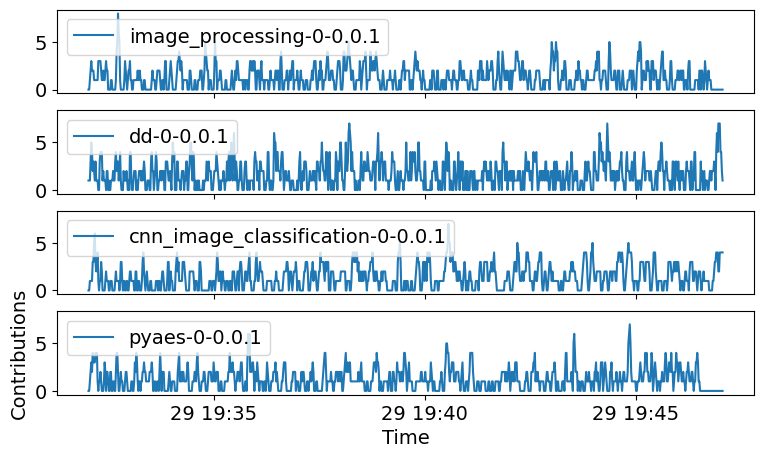 image_processing-0-0.0.1
5
0
dd-0-0.0.1
5
0
cnn_image_classification-0-0.0.1
5
0
pyaes-0-0.0.1
5
0
Contributions
29 19:35 29 19:40 29 19:45
Time